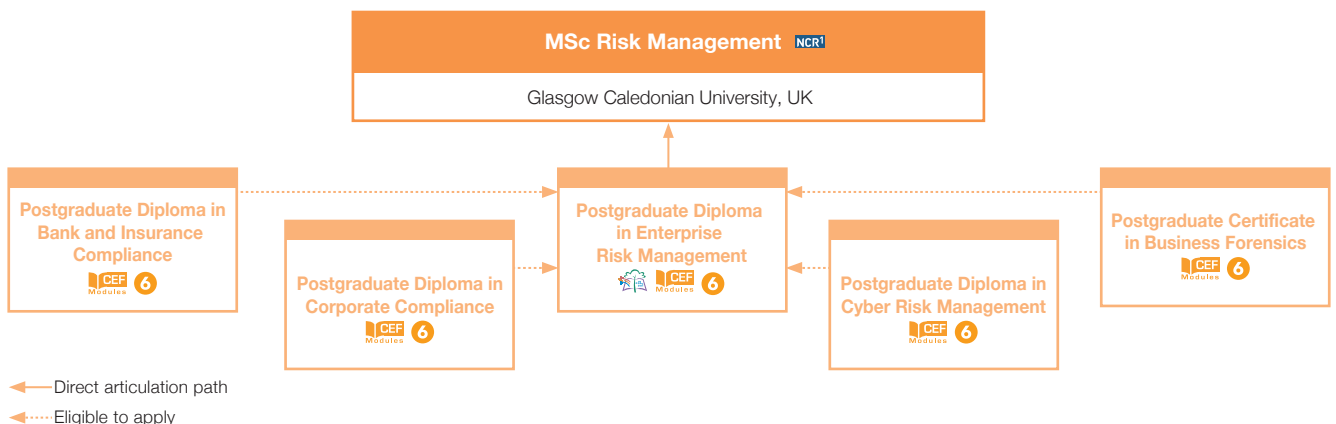 MSc Risk Management NCR1
Glasgow Caledonian University, UK
Postgraduate Diploma in
Bank and Insurance
Compliance
CEF
Modules
6
Postgraduate Diploma in
Corporate Compliance
CEF
Modules
6
Postgraduate Diploma
in Enterprise
Risk Management
CEF
Modules
6
Postgraduate Diploma in
Cyber Risk Management
CEF
Modules
6
Postgraduate Certificate
in Business Forensics
CEF
Modules
6
Direct articulation path
Eligible to apply